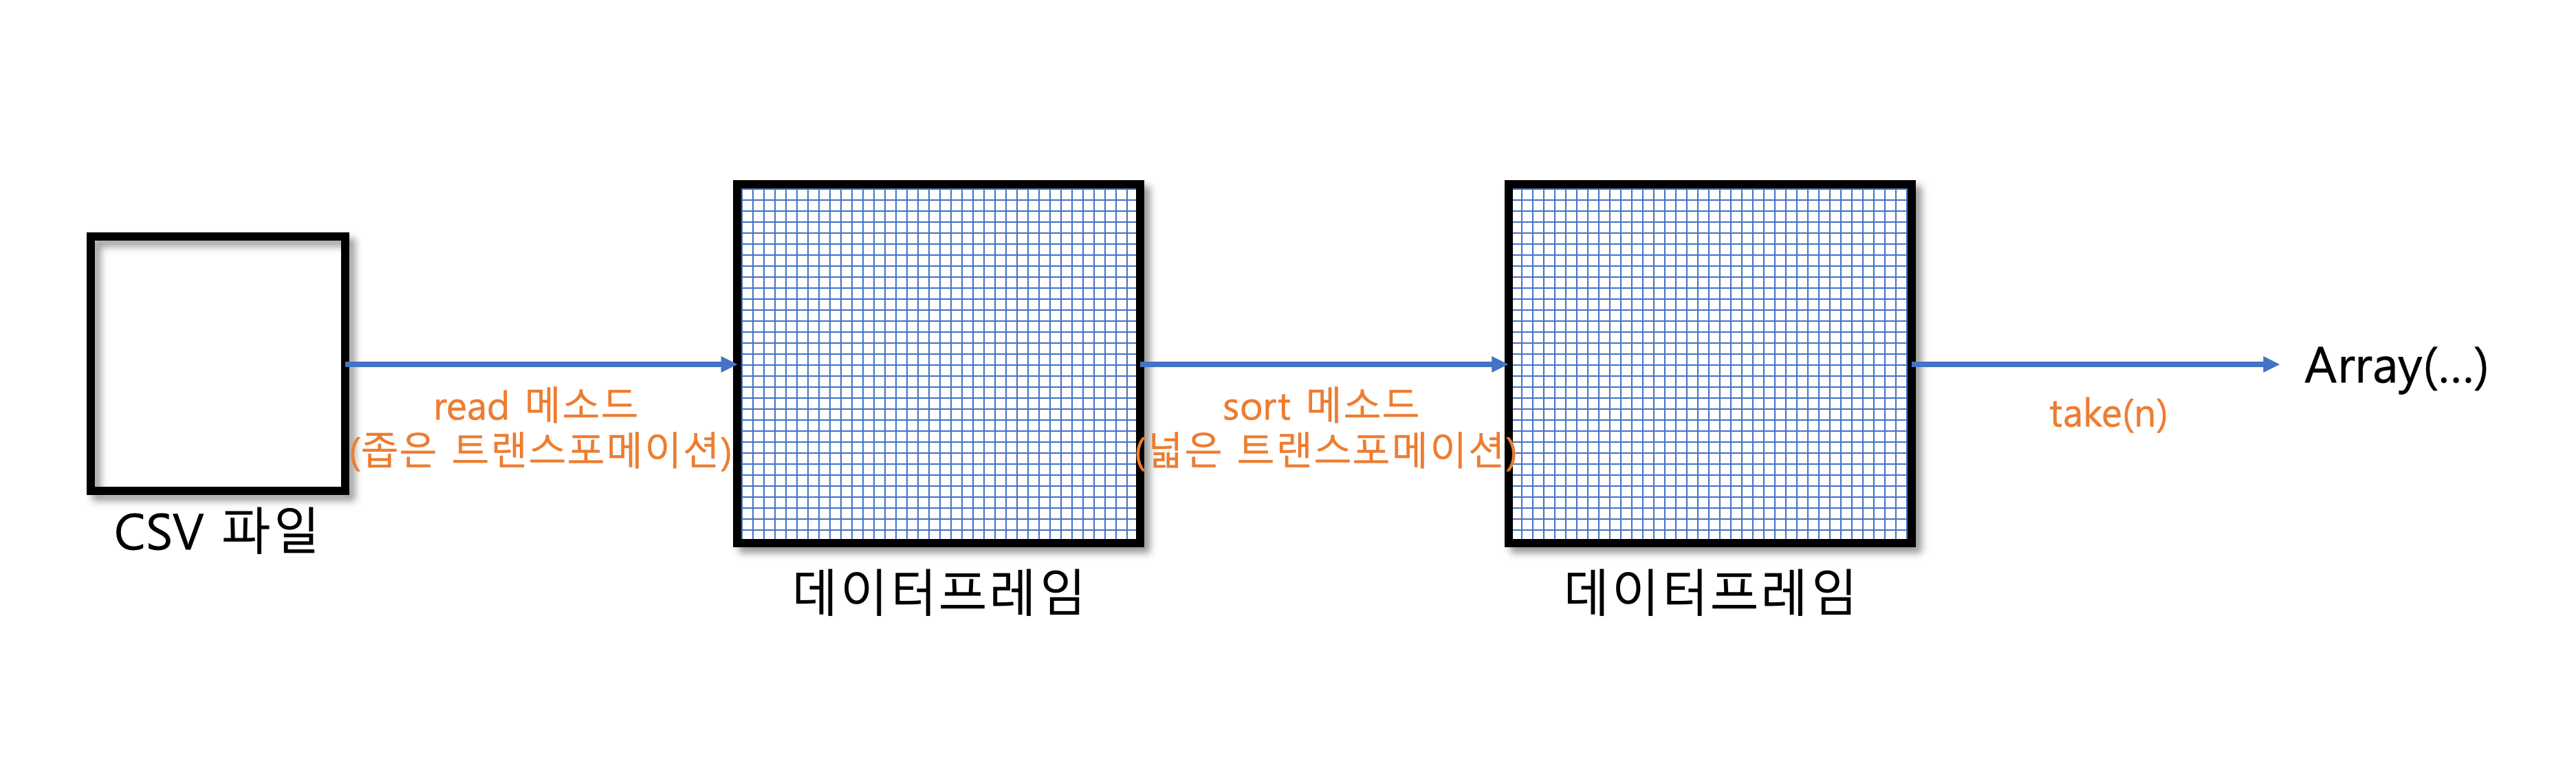 CSV 파일
read 메소드
(좁은 트랜스포메이션)
데이터프레임
sort 메소드
(넓은 트랜스포메이션)
데이터프레임
take(n)
Array(...)